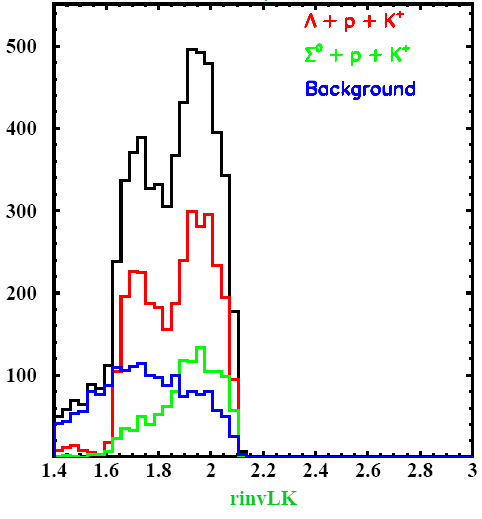 Λ + p + K⁺
Σ⁰ + p + K⁺
Background
500
400
300
200
100
1.4 1.6 1.8 2 2.2 2.4 2.6 2.8 3
rinvLK